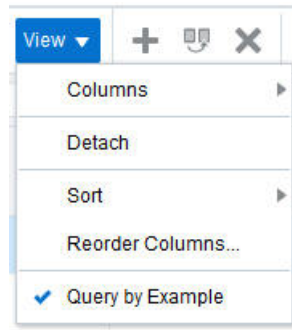 View
Columns
Detach
Sort
Reorder Columns...
Query by Example